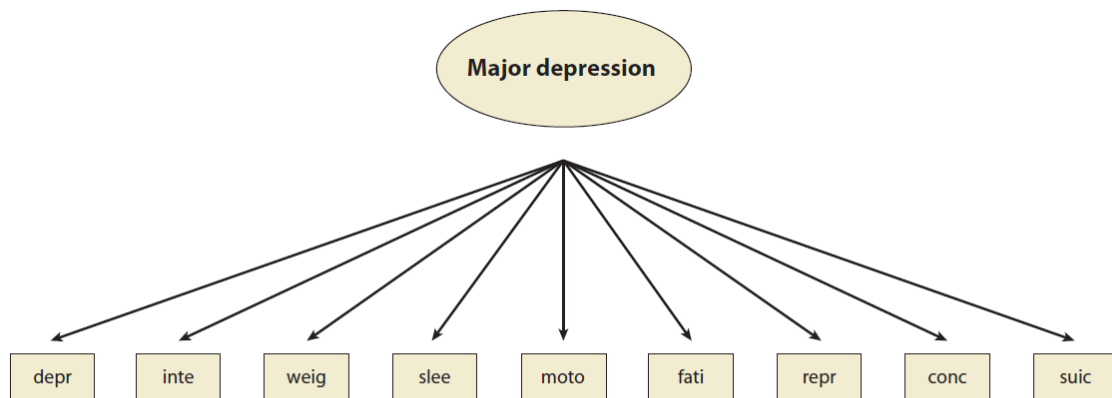 Major depression
depr inte weig slee moto fati repr conc suic